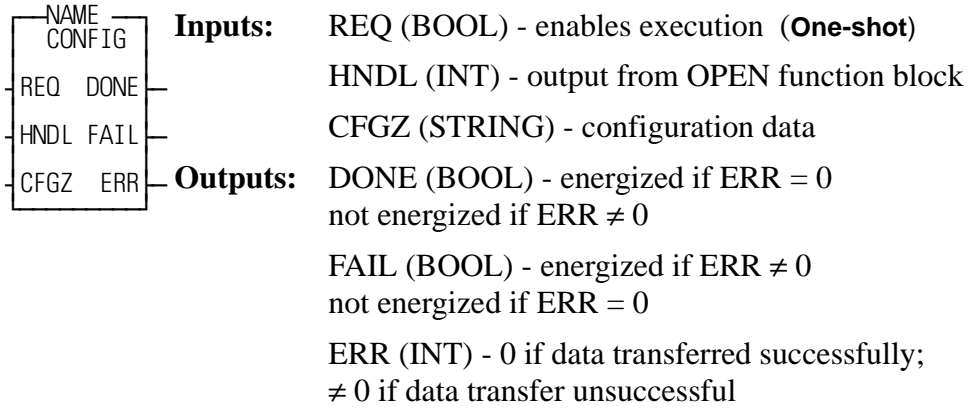 NAME
CONFIG
REQ DONE
HNDL FAIL
CFGZ ERR
Inputs: REQ (BOOL) - enables execution (One-shot)
HNDL (INT) - output from OPEN function block
CFGZ (STRING) - configuration data
Outputs: DONE (BOOL) - energized if ERR = 0
not energized if ERR ≠ 0
FAIL (BOOL) - energized if ERR ≠ 0
not energized if ERR = 0
ERR (INT) - 0 if data transferred successfully;
≠ 0 if data transfer unsuccessful